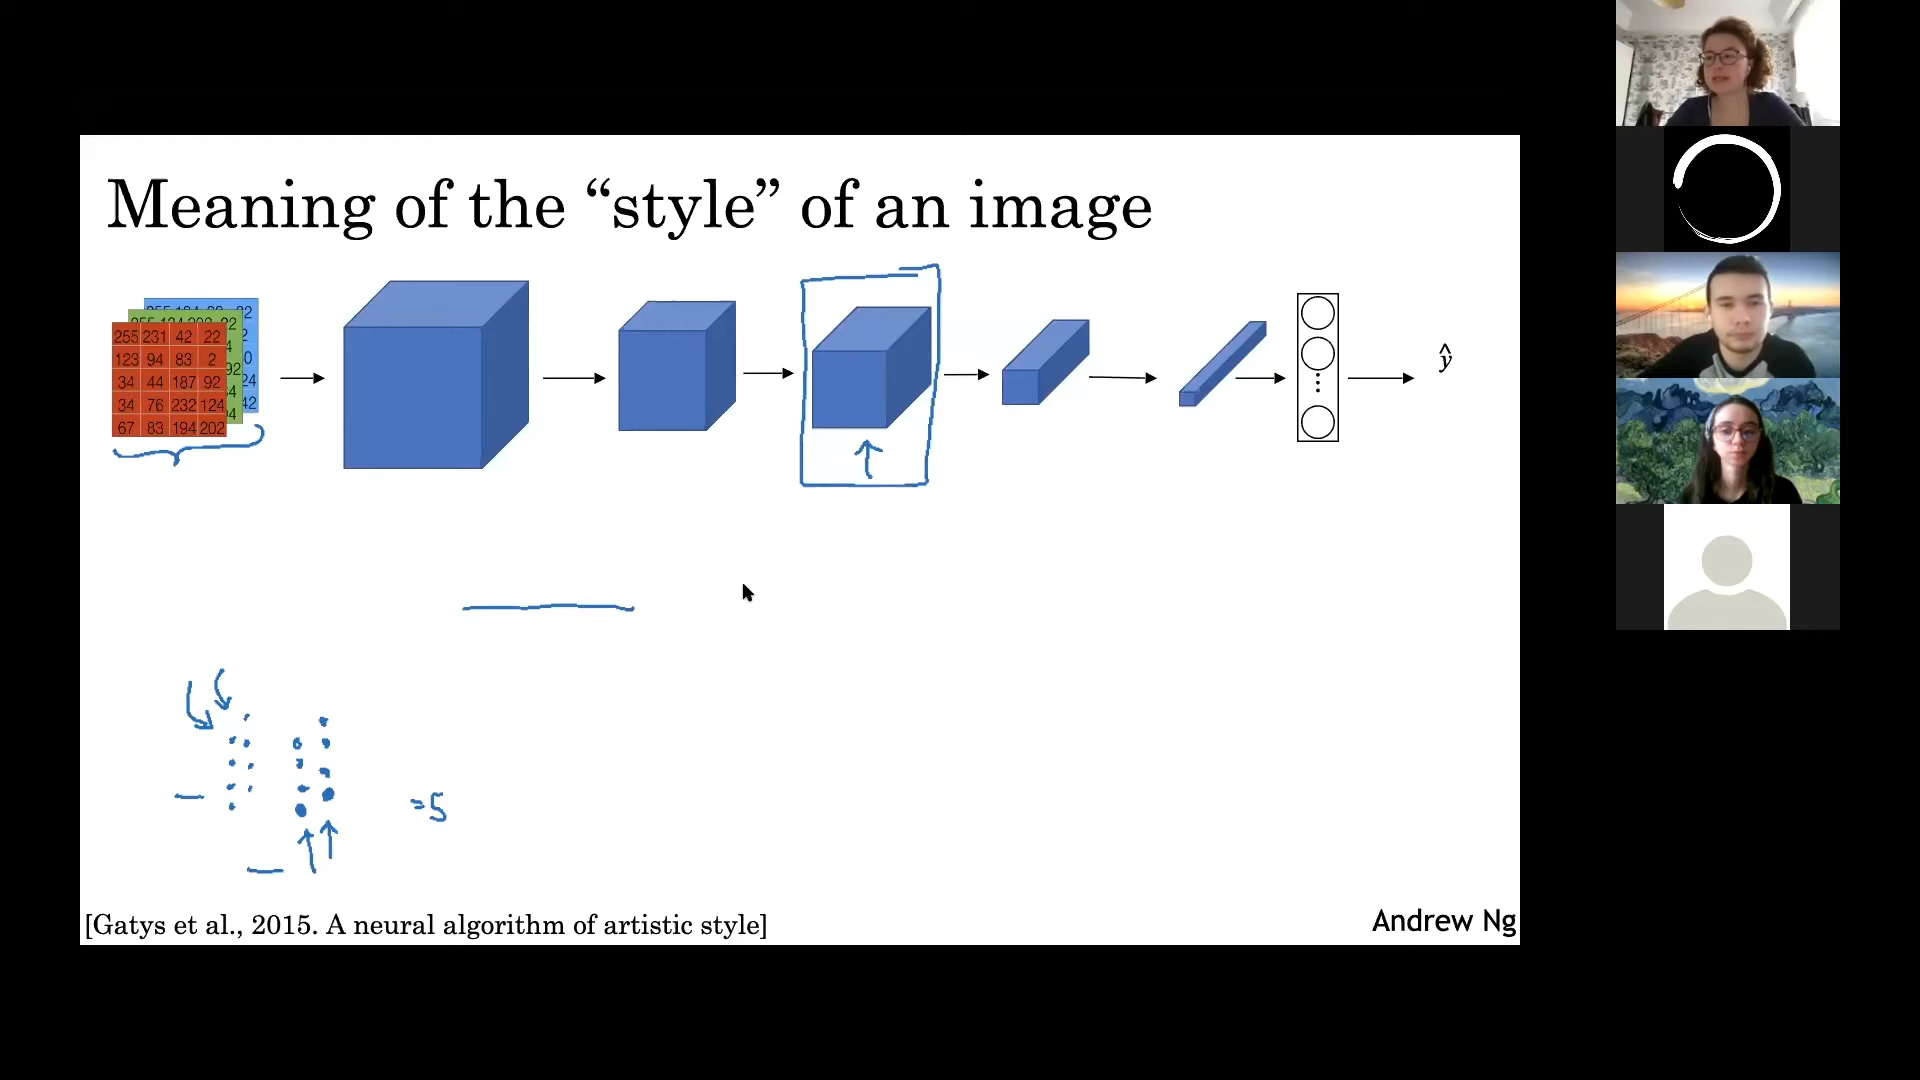 Meaning of the “style” of an image
255 231 42 22
123 94 83 2
34 44 187 92
34 76 232 124
67 83 194 202
ŷ
=5
[Gatys et al., 2015. A neural algorithm of artistic style]
Andrew Ng